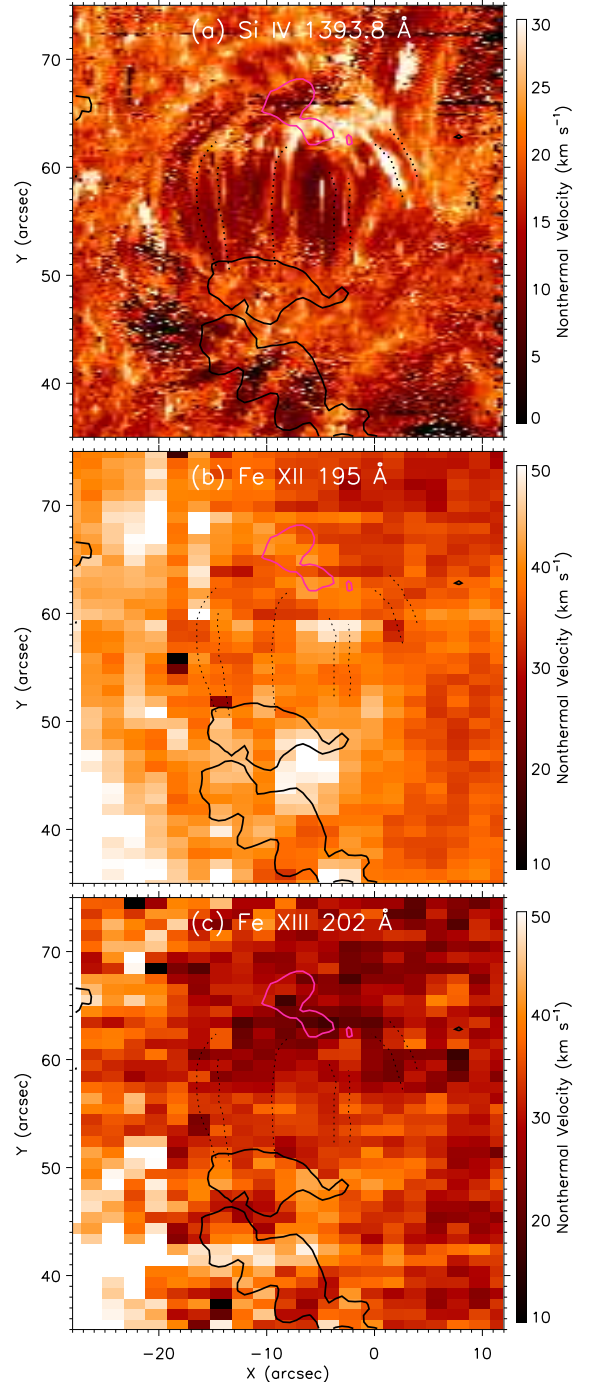 (a) Si IV 1393.8 Å
70
60
50
40
Y (arcsec)
30
25
20
15
10
5
0
Nonthermal Velocity (km s⁻¹)
(b) Fe XII 195 Å
70
60
50
40
Y (arcsec)
50
40
30
20
10
Nonthermal Velocity (km s⁻¹)
(c) Fe XIII 202 Å
70
60
50
40
Y (arcsec)
50
40
30
20
10
Nonthermal Velocity (km s⁻¹)
−20 −10 0 10
X (arcsec)